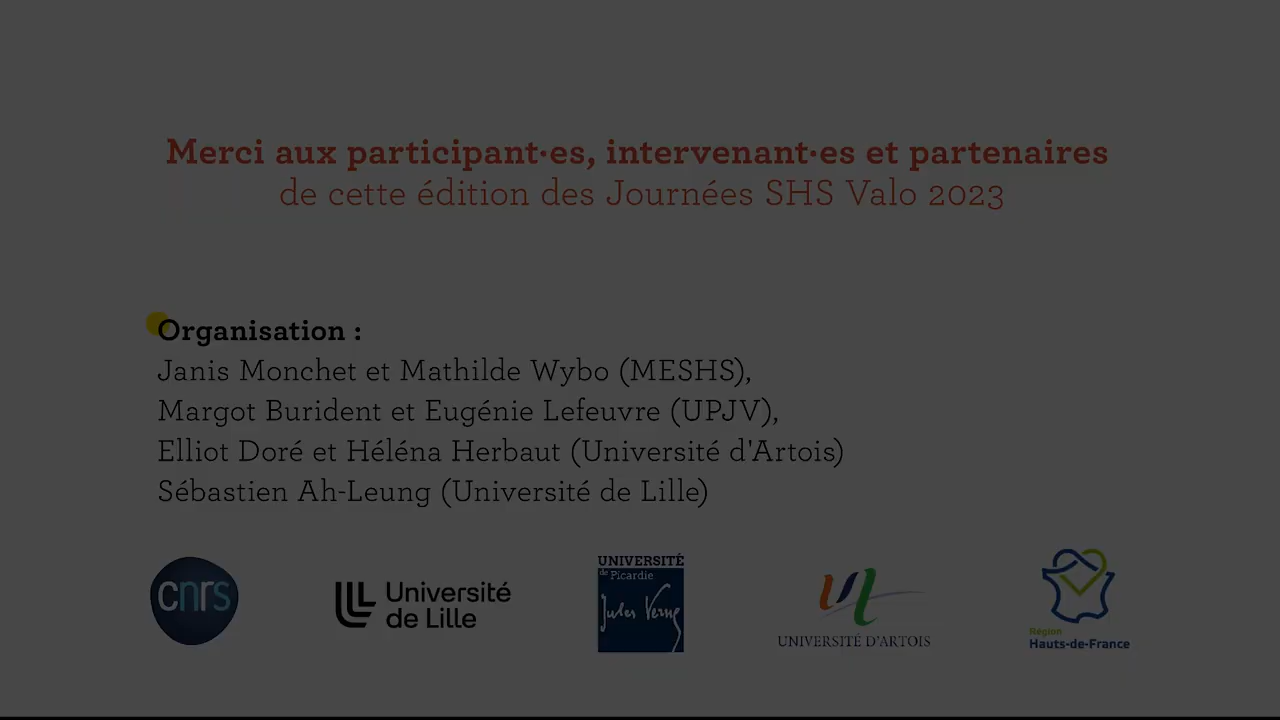 Merci aux participant·es, intervenant·es et partenaires
de cette édition des Journées SHS Valo 2023
Organisation :
Janis Monchet et Mathilde Wybo (MESHS),
Margot Burident et Eugénie Lefeuvre (UPJV),
Elliot Doré et Héléna Herbaut (Université d'Artois)
Sébastien Ah-Leung (Université de Lille)
cnrs
Université
de Lille
UNIVERSITÉ
de Picardie
Jules Verne
UNIVERSITÉ D'ARTOIS
Région
Hauts-de-France